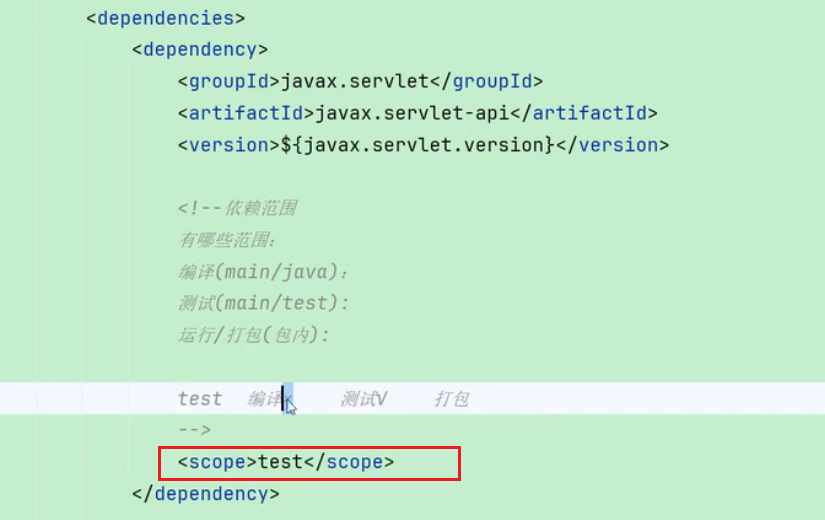 <dependencies>
<dependency>
<groupId>javax.servlet</groupId>
<artifactId>javax.servlet-api</artifactId>
<version>${javax.servlet.version}</version>
<!--依赖范围
有哪些范围：
编译(main/java)：
测试(main/test)：
运行/打包(包内)：
test 编译x 测试V 打包
-->
<scope>test</scope>
</dependency>